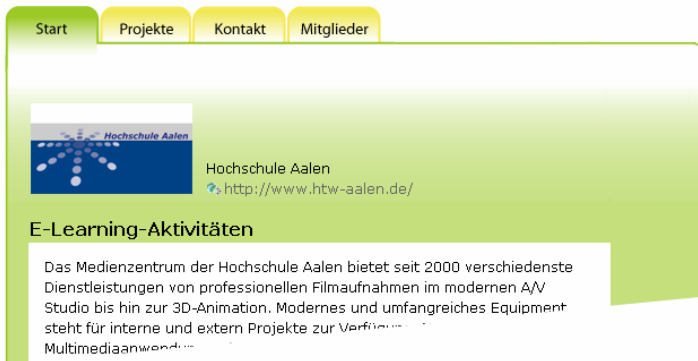 Start Projekte Kontakt Mitglieder
Hochschule Aalen
Hochschule Aalen
http://www.htw-aalen.de/
E-Learning-Aktivitäten
Das Medienzentrum der Hochschule Aalen bietet seit 2000 verschiedenste
Dienstleistungen von professionellen Filmaufnahmen im modernen A/V
Studio bis hin zur 3D-Animation. Modernes und umfangreiches Equipment
steht für interne und extern Projekte zur Verfügung